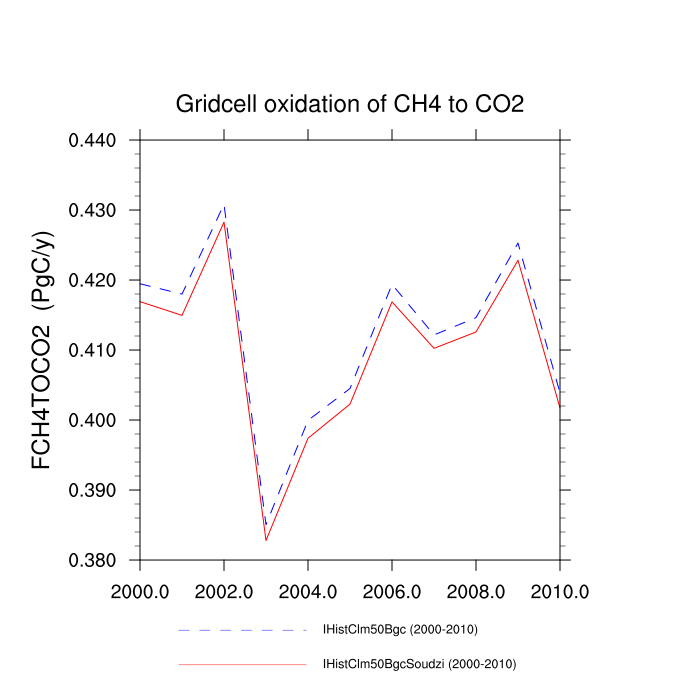 Gridcell oxidation of CH4 to CO2
FCH4TOCO2 (PgC/y)
0.440
0.430
0.420
0.410
0.400
0.390
0.380
2000.0 2002.0 2004.0 2006.0 2008.0 2010.0
IHistClm50Bgc (2000-2010)
IHistClm50BgcSoudzi (2000-2010)